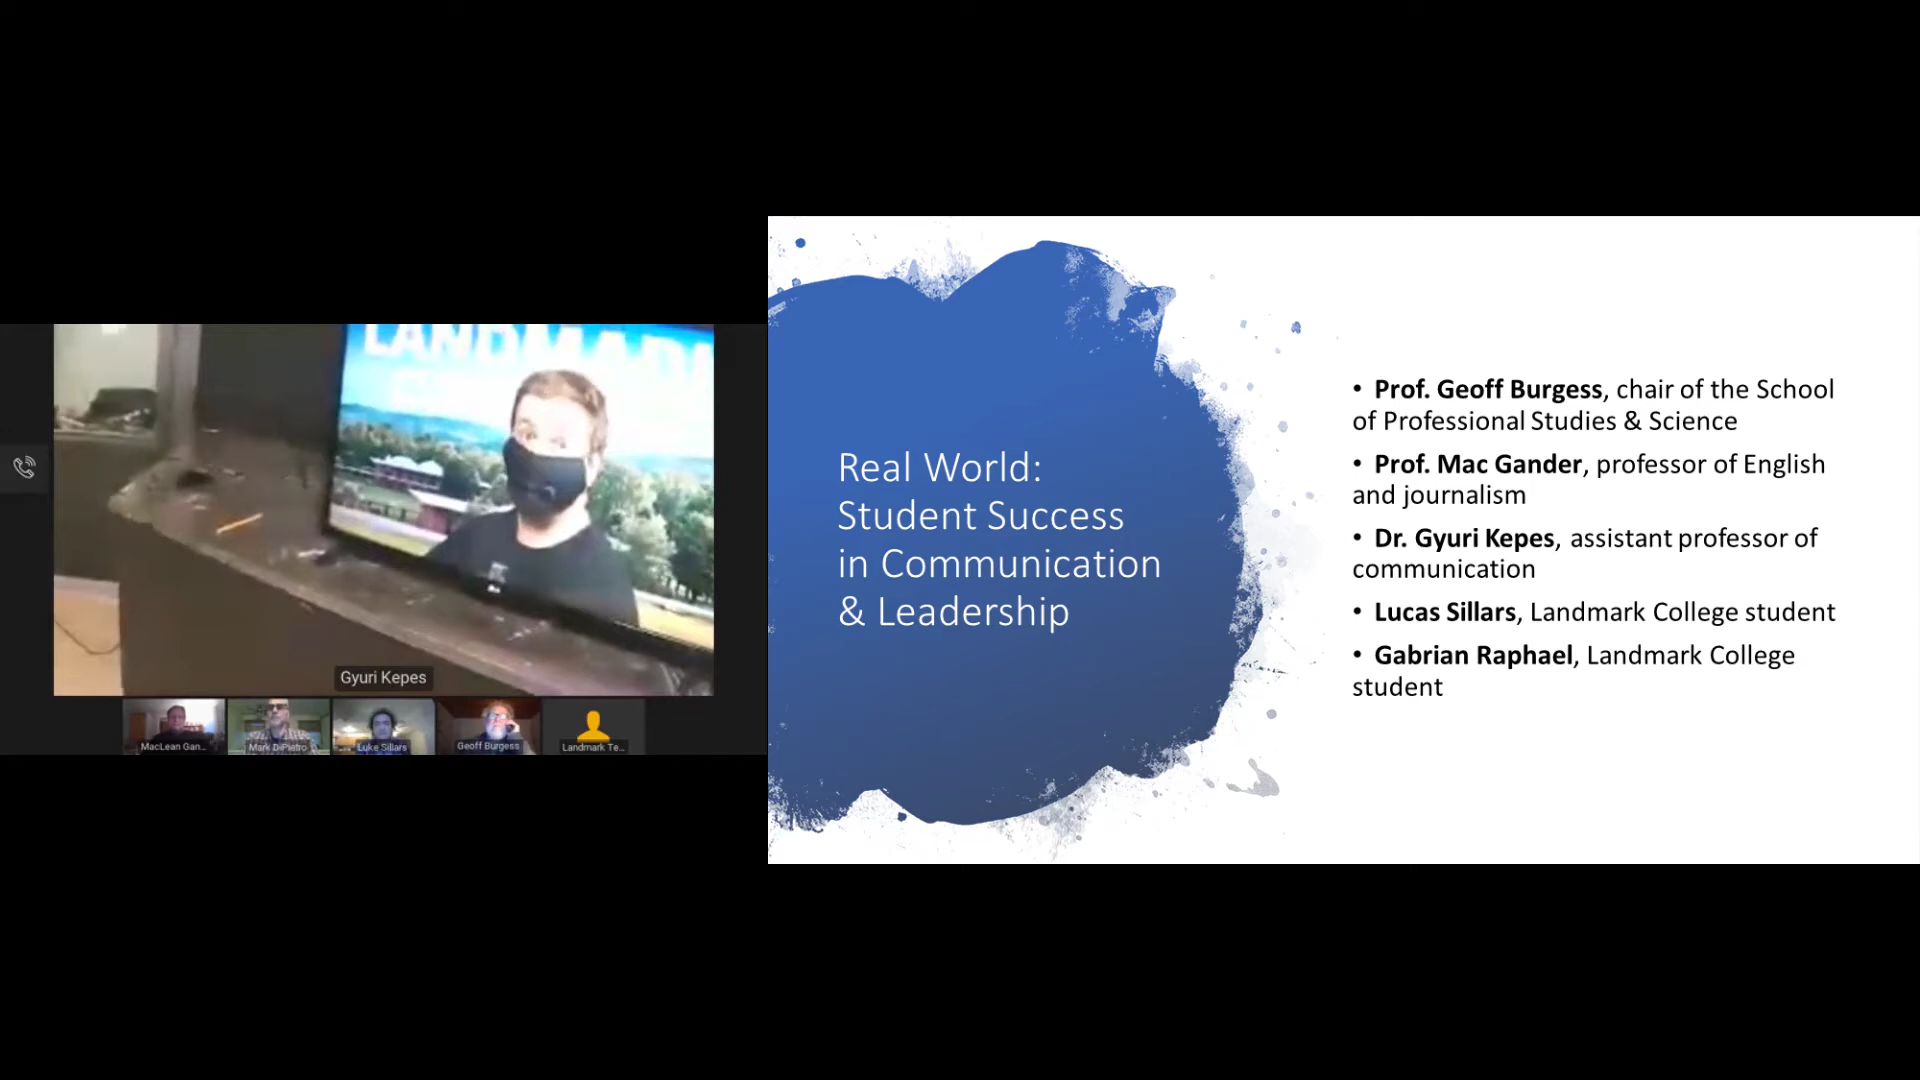 LANDMARK
Gyuri Kepes
MacLean Gan...
Mark DiPietro
Luke Sillars
Geoff Burgess
Landmark Te...
Real World:
Student Success
in Communication
& Leadership
• Prof. Geoff Burgess, chair of the School
of Professional Studies & Science
• Prof. Mac Gander, professor of English
and journalism
• Dr. Gyuri Kepes, assistant professor of
communication
• Lucas Sillars, Landmark College student
• Gabrian Raphael, Landmark College
student